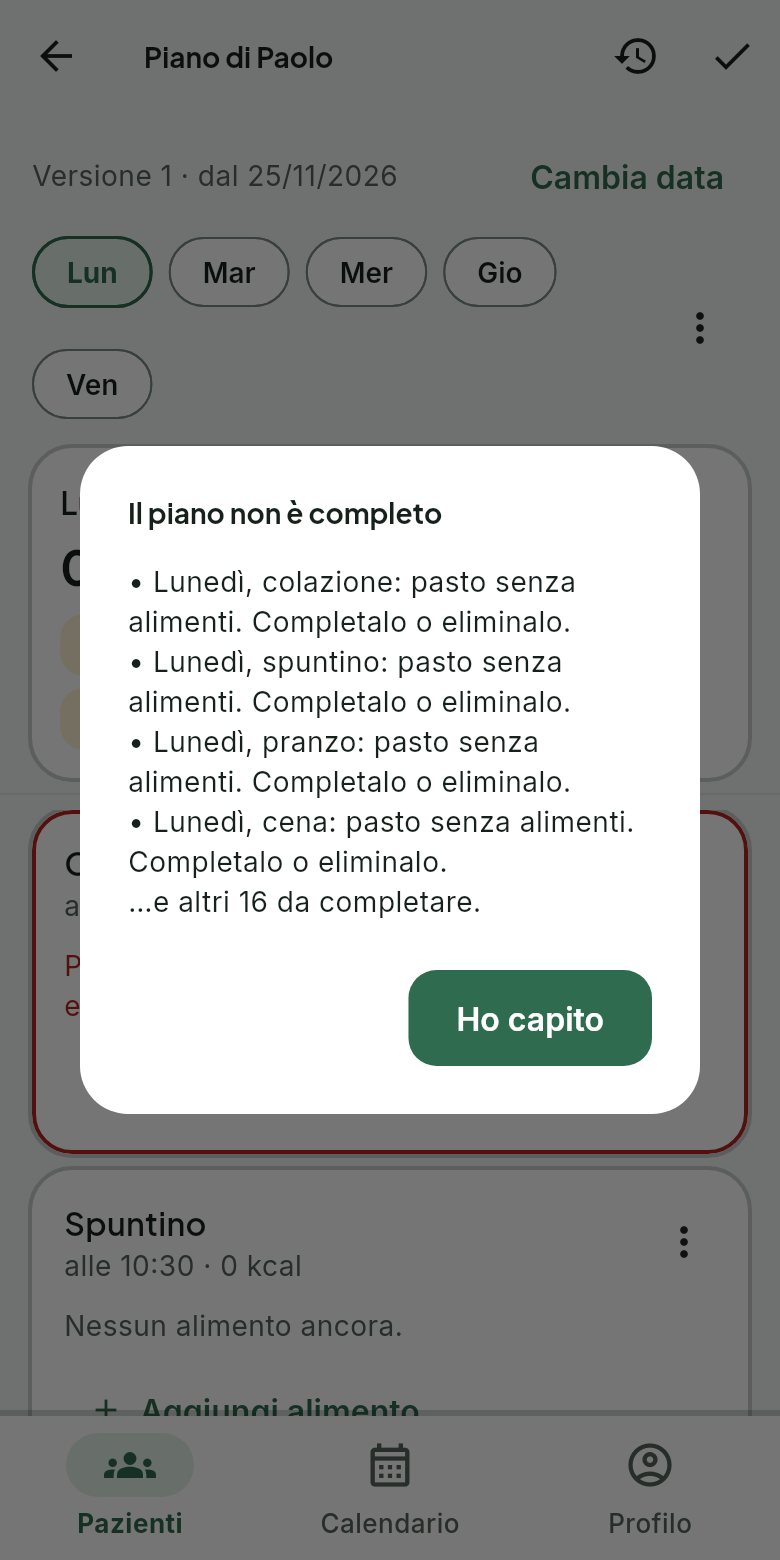 Piano di Paolo
Versione 1 · dal 25/11/2026
Cambia data
Lun
Mar
Mer
Gio
Ven
Il piano non è completo
• Lunedì, colazione: pasto senza
alimenti. Completalo o eliminalo.
• Lunedì, spuntino: pasto senza
alimenti. Completalo o eliminalo.
• Lunedì, pranzo: pasto senza
alimenti. Completalo o eliminalo.
• Lunedì, cena: pasto senza alimenti.
Completalo o eliminalo.
...e altri 16 da completare.
Ho capito
Spuntino
alle 10:30 · 0 kcal
Nessun alimento ancora.
+ Aggiungi alimento
Pazienti
Calendario
Profilo